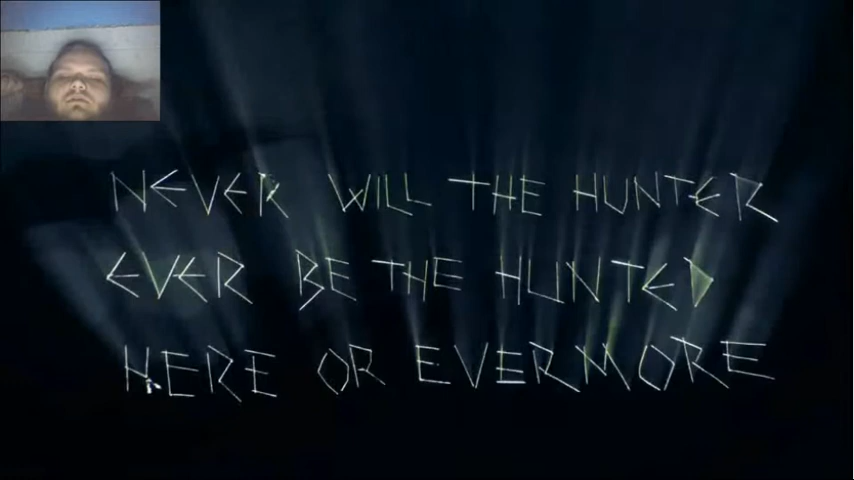 NEVER WILL THE HUNTER
EVER BE THE HUNTED
HERE OR EVERMORE